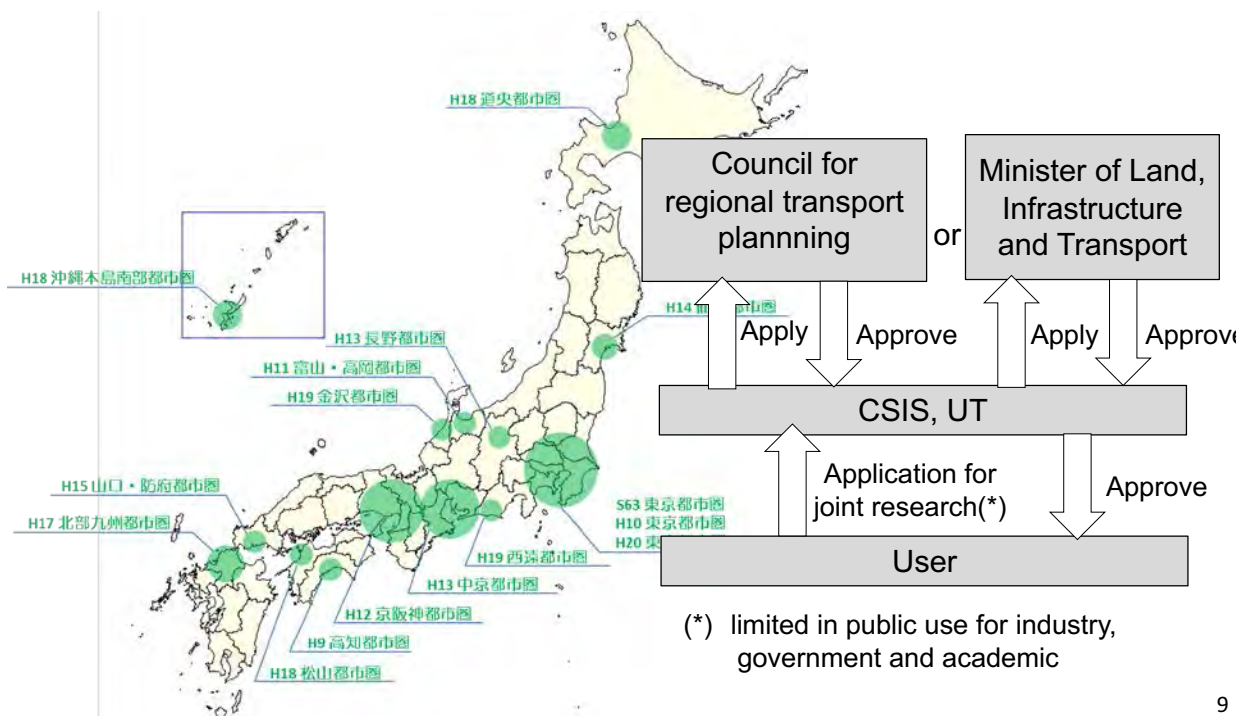 H18 道央都市圏
Council for
regional transport
plannning
or
Minister of Land,
Infrastructure
and Transport
H18 沖縄本島南部都市圏
H14
都市圏
H13 長野都市圏
H11 富山・高岡都市圏
H19 金沢都市圏
Apply
Approve
Apply
Approve
CSIS, UT
H15 山口・防府都市圏
H17 北部九州都市圏
Application for
joint research(*)
Approve
S63 東京都市圏
H10 東京都市圏
H20 東
H19 西遠都市圏
H13 中京都市圏
H12 京阪神都市圏
H9 高知都市圏
H18 松山都市圏
User
(*) limited in public use for industry,
government and academic
9